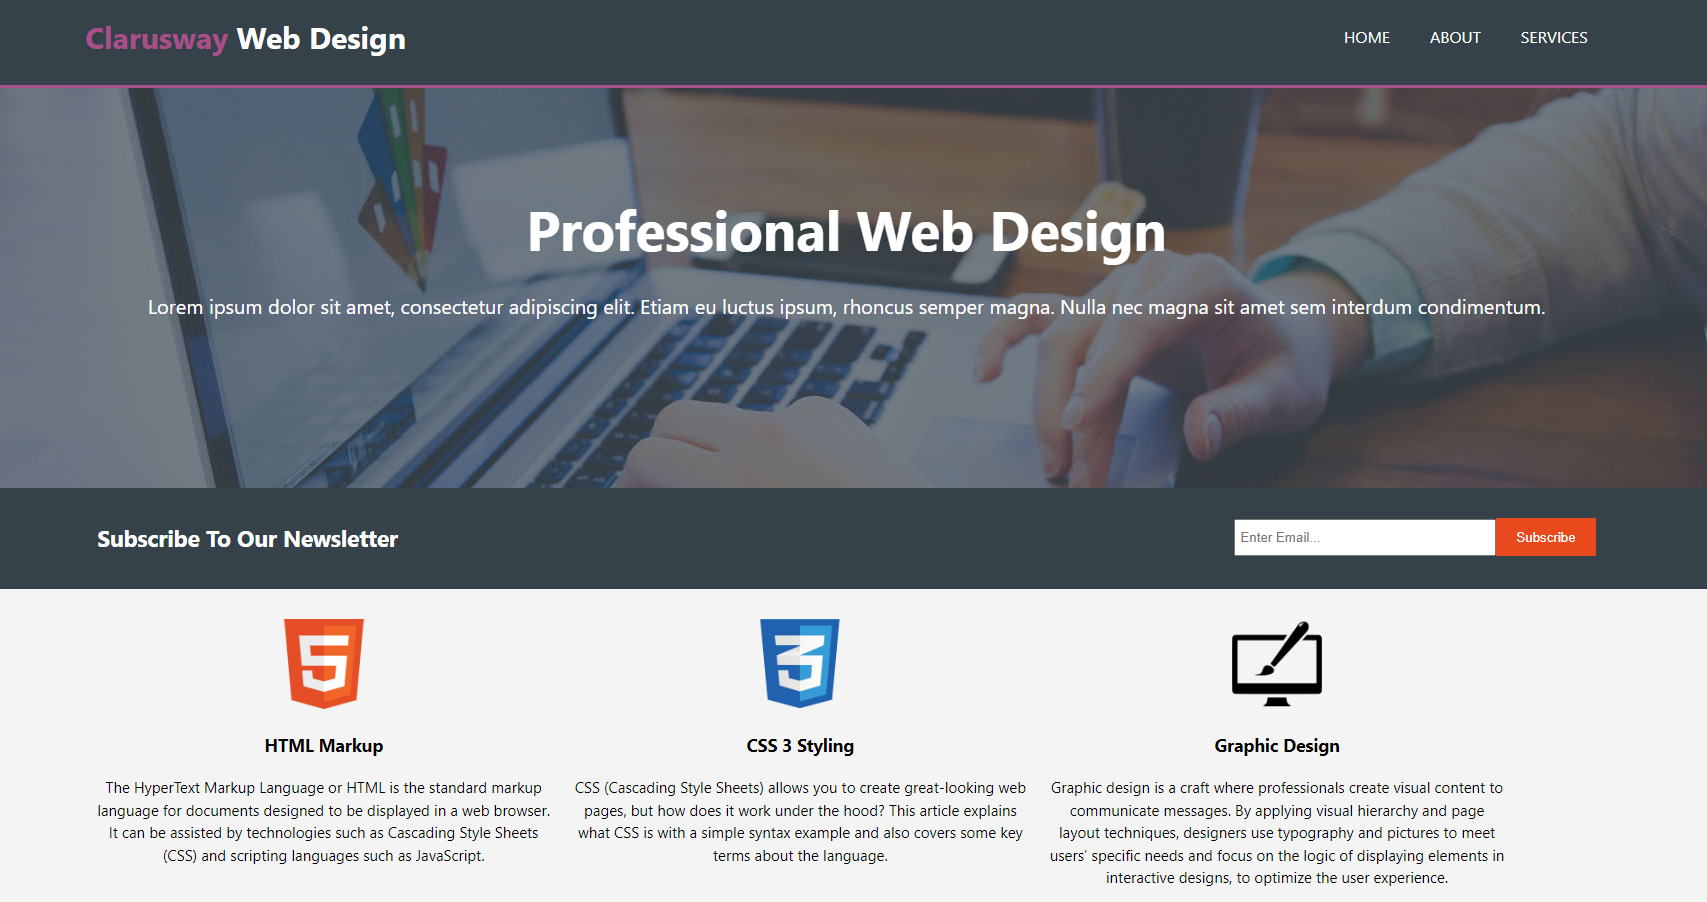 Clarusway Web Design
HOME ABOUT SERVICES
Professional Web Design
Lorem ipsum dolor sit amet, consectetur adipiscing elit. Etiam eu luctus ipsum, rhoncus semper magna. Nulla nec magna sit amet sem interdum condimentum.
Subscribe To Our Newsletter
Enter Email...
Subscribe
HTML Markup
The HyperText Markup Language or HTML is the standard markup
language for documents designed to be displayed in a web browser.
It can be assisted by technologies such as Cascading Style Sheets
(CSS) and scripting languages such as JavaScript.
CSS 3 Styling
CSS (Cascading Style Sheets) allows you to create great-looking web
pages, but how does it work under the hood? This article explains
what CSS is with a simple syntax example and also covers some key
terms about the language.
Graphic Design
Graphic design is a craft where professionals create visual content to
communicate messages. By applying visual hierarchy and page
layout techniques, designers use typography and pictures to meet
users’ specific needs and focus on the logic of displaying elements in
interactive designs, to optimize the user experience.